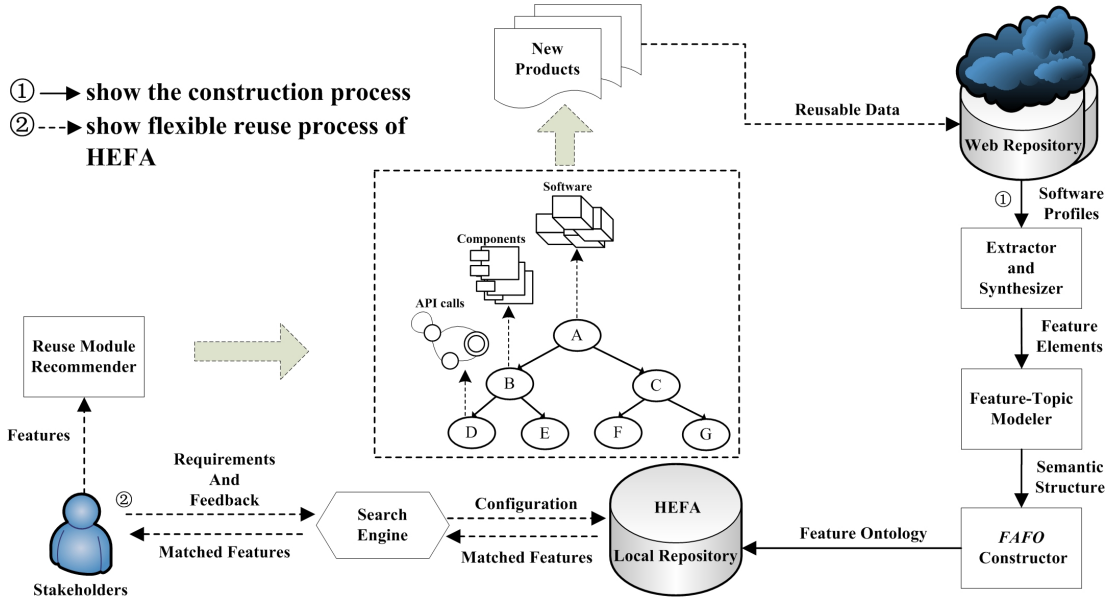 ① show the construction process
② show flexible reuse process of
HEFA
New
Products
Reusable Data
Web Repository
①
Software
Profiles
Extractor
and
Synthesizer
Feature
Elements
Feature-Topic
Modeler
Semantic
Structure
FAFO
Constructor
Feature Ontology
HEFA
Local Repository
Configuration
Matched Features
Search
Engine
②
Requirements
And
Feedback
Matched Features
Stakeholders
Features
Reuse Module
Recommender
Software
Components
API calls
A
B
C
D
E
F
G